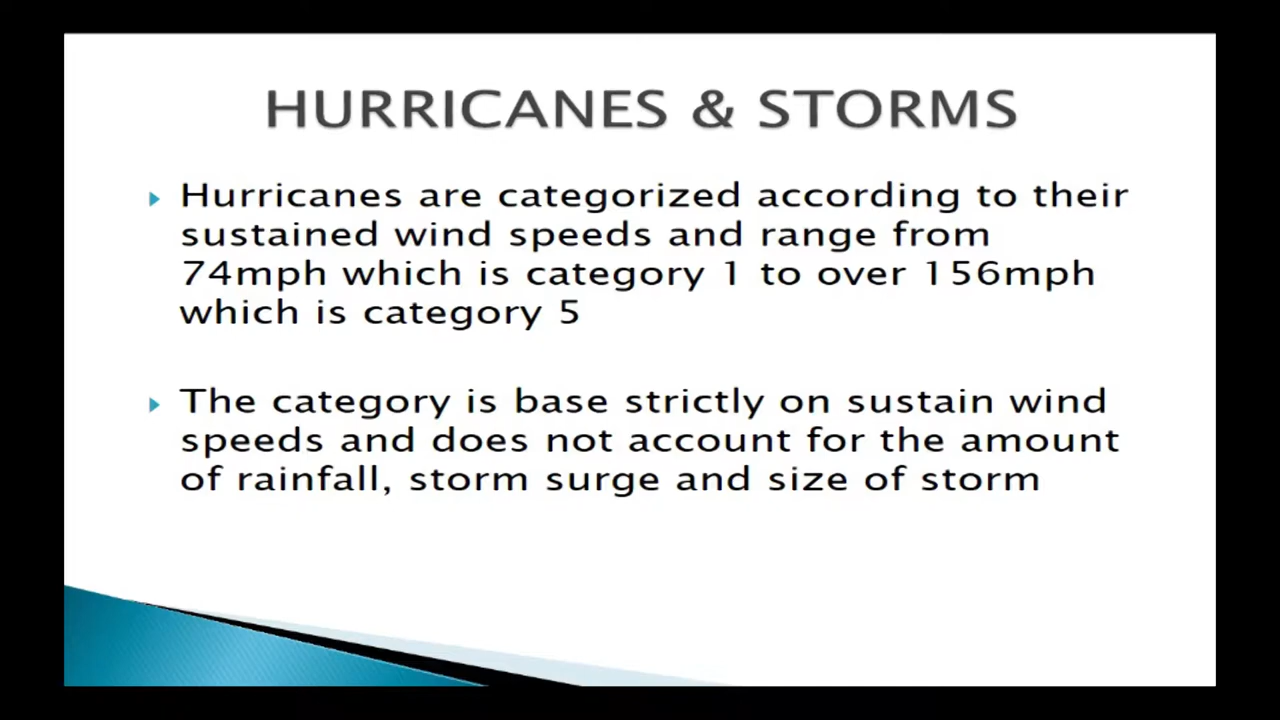 HURRICANES & STORMS
Hurricanes are categorized according to their
sustained wind speeds and range from
74mph which is category 1 to over 156mph
which is category 5
The category is base strictly on sustain wind
speeds and does not account for the amount
of rainfall, storm surge and size of storm